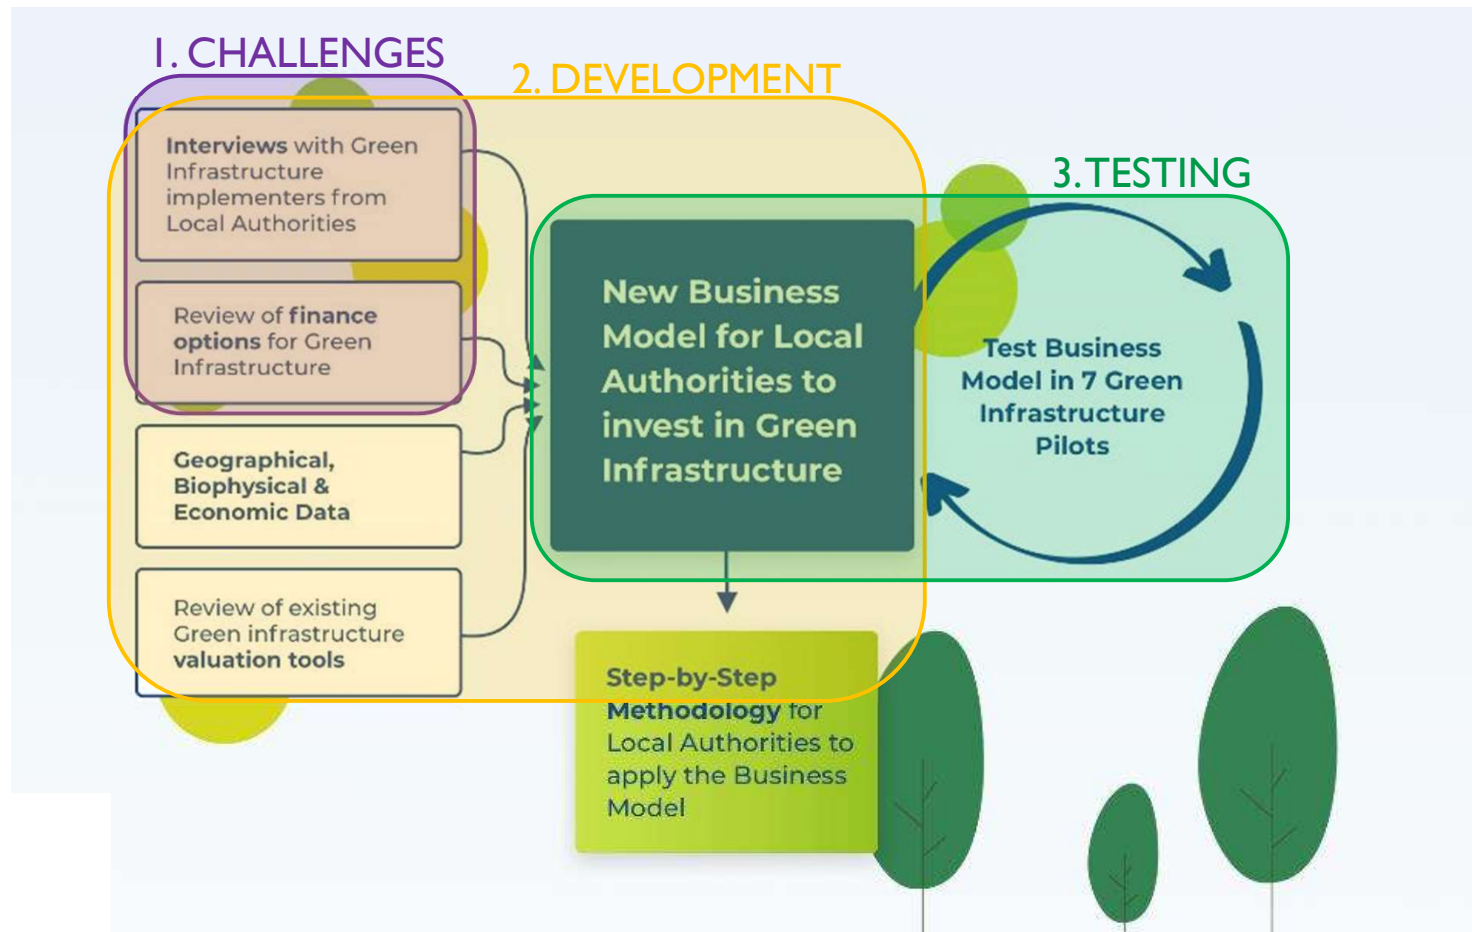 1. CHALLENGES
2. DEVELOPMENT
3. TESTING
Interviews with Green
Infrastructure
implementers from
Local Authorities
Review of finance
options for Green
Infrastructure
Geographical,
Biophysical &
Economic Data
Review of existing
Green infrastructure
valuation tools
New Business
Model for Local
Authorities to
invest in Green
Infrastructure
Test Business
Model in 7 Green
Infrastructure
Pilots
Step-by-Step
Methodology for
Local Authorities to
apply the Business
Model